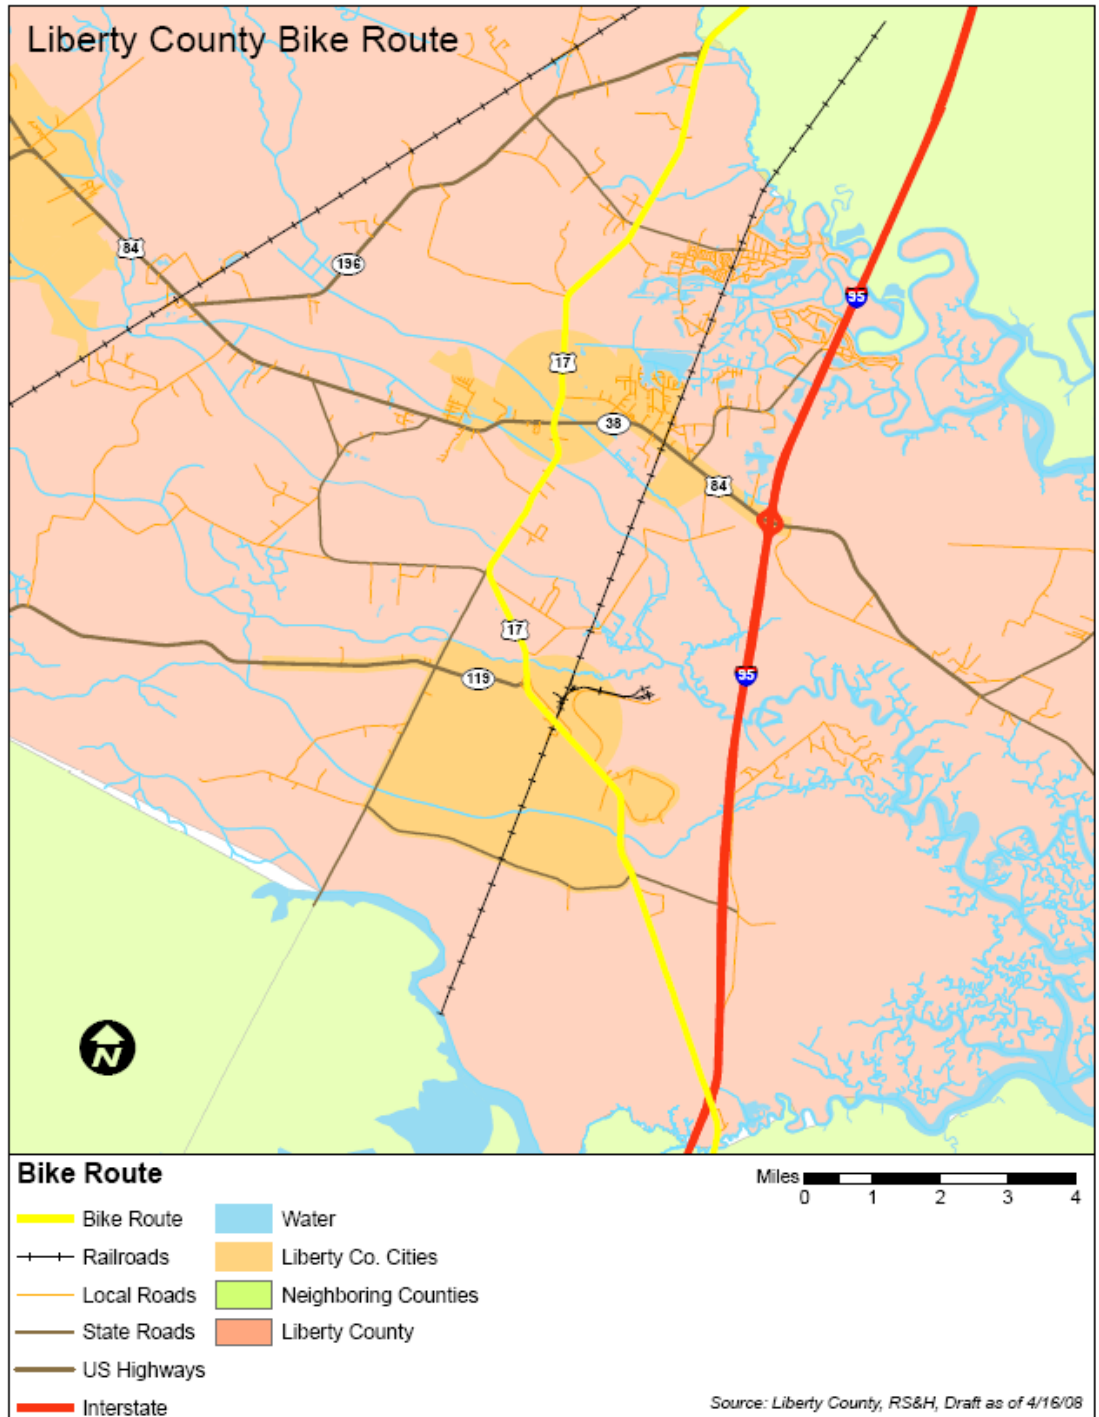 Liberty County Bike Route
84
196
95
17
38
84
17
95
119
Bike Route
Miles
0 1 2 3 4
Bike Route
Water
Railroads
Liberty Co. Cities
Local Roads
Neighboring Counties
State Roads
Liberty County
US Highways
Interstate
N
Source: Liberty County, RS&H, Draft as of 4/16/08